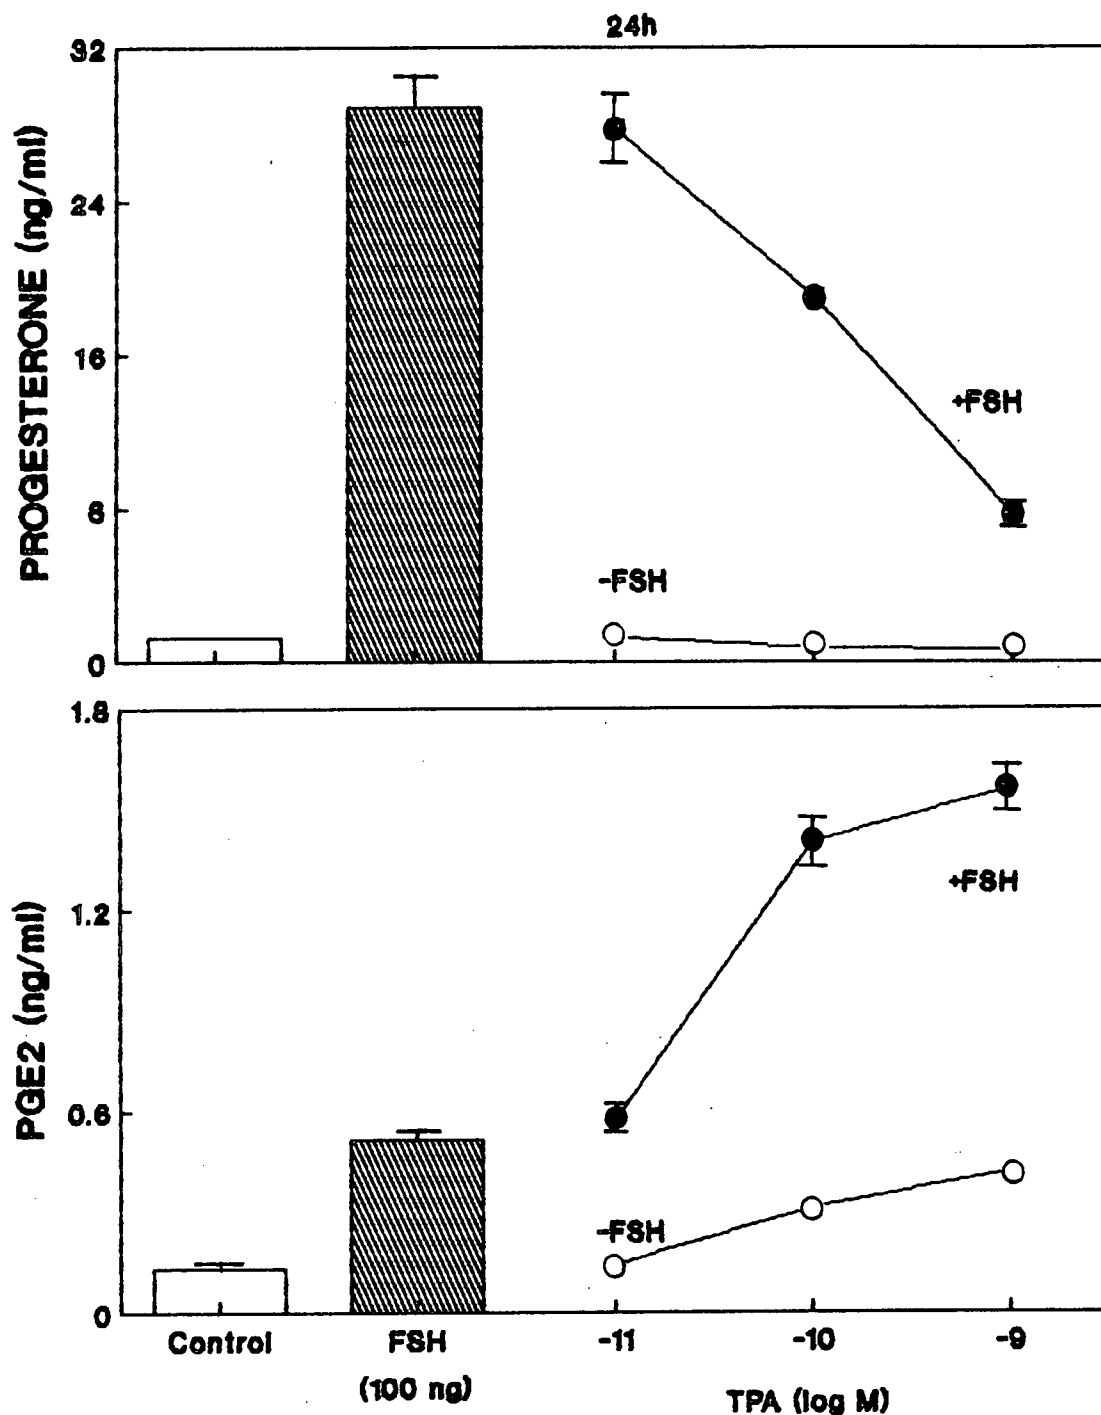 24h
PROGESTERONE (ng/ml)
32
24
16
8
0
+FSH
-FSH
PGE2 (ng/ml)
1.8
1.2
0.6
0
+FSH
-FSH
Control
FSH
(100 ng)
-11
-10
-9
TPA (log M)